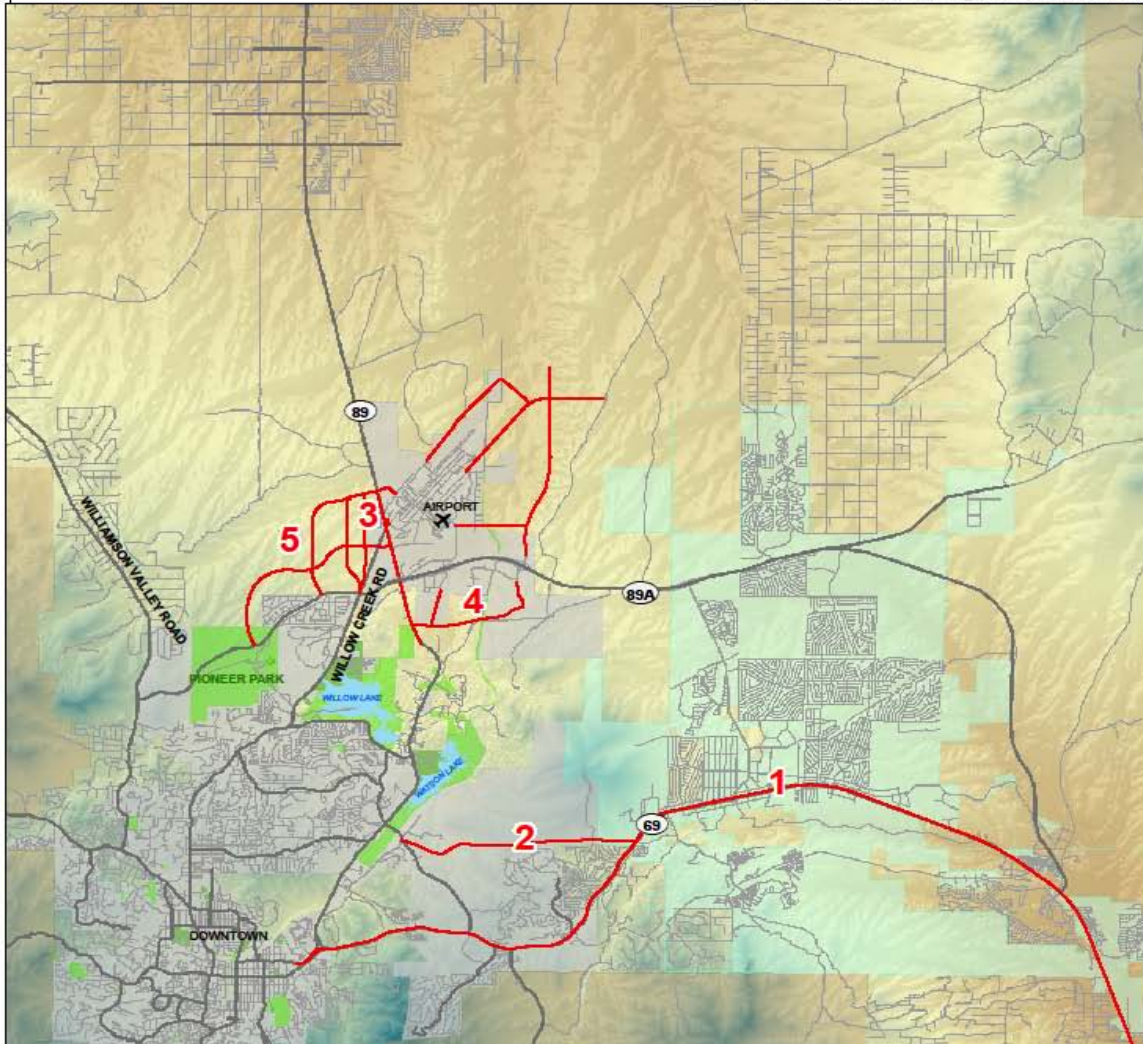 89
AIRPORT
3
5
WILLIAMSON VALLEY ROAD
WILLOW CREEK RD
4
89A
PIONEER PARK
WILLOW LAKE
WATSON LAKE
1
69
2
DOWNTOWN